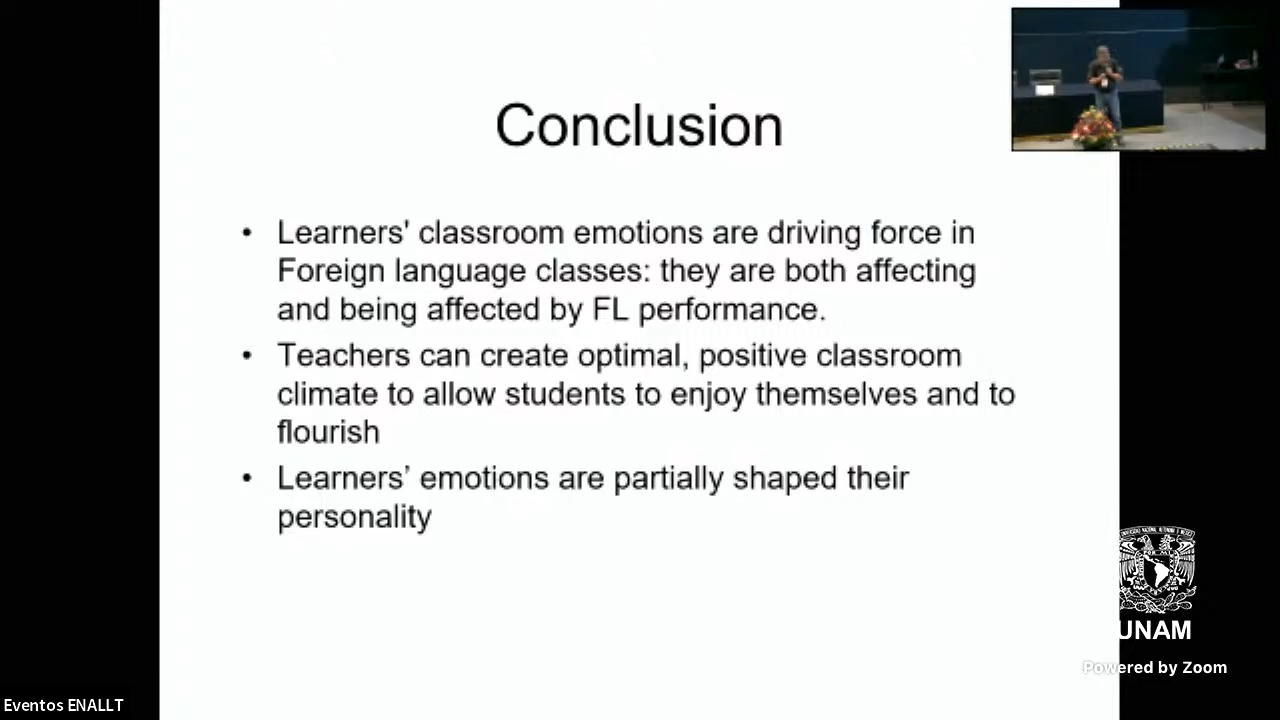 Conclusion
• Learners' classroom emotions are driving force in
Foreign language classes: they are both affecting
and being affected by FL performance.
• Teachers can create optimal, positive classroom
climate to allow students to enjoy themselves and to
flourish
• Learners’ emotions are partially shaped their
personality
UNAM
Powered by Zoom
Eventos ENALLT